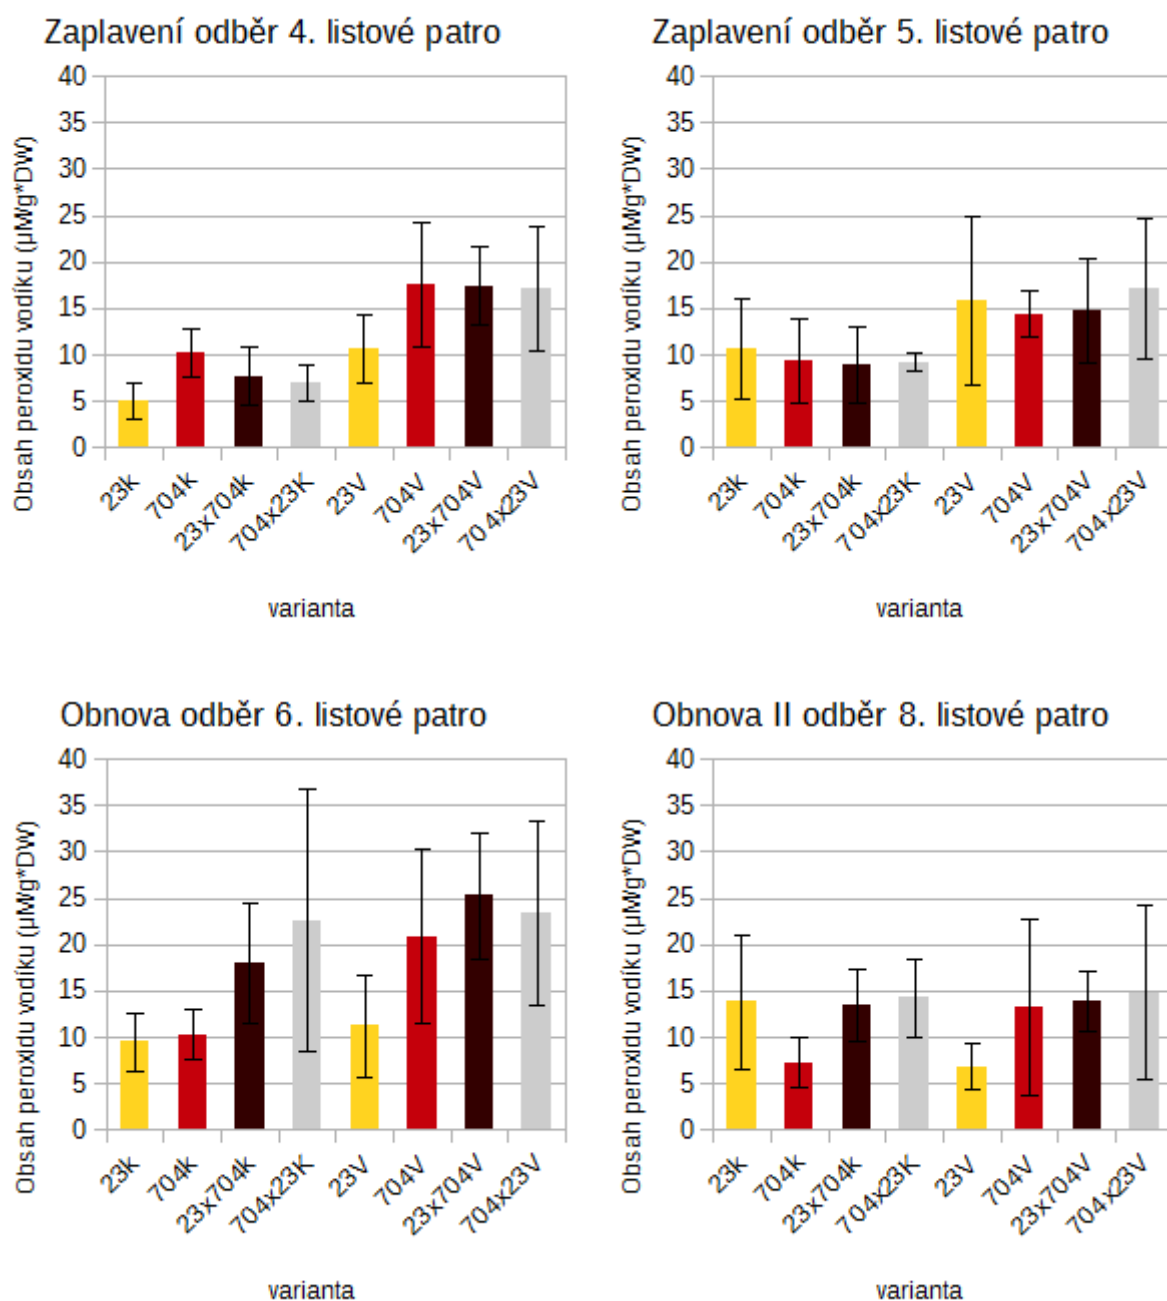 Zaplavení odběr 4. listové patro
Obsah peroxidu vodíku (µM/g*DW)
40
35
30
25
20
15
10
5
0
23k
704k
23x704k
704x23K
23V
704V
23x704V
704x23V
varianta
Zaplavení odběr 5. listové patro
Obsah peroxidu vodíku (µM/g*DW)
40
35
30
25
20
15
10
5
0
23k
704k
23x704k
704x23K
23V
704V
23x704V
704x23V
varianta
Obnova odběr 6. listové patro
Obsah peroxidu vodíku (µM/g*DW)
40
35
30
25
20
15
10
5
0
23k
704k
23x704k
704x23K
23V
704V
23x704V
704x23V
varianta
Obnova II odběr 8. listové patro
Obsah peroxidu vodíku (µM/g*DW)
40
35
30
25
20
15
10
5
0
23k
704k
23x704k
704x23K
23V
704V
23x704V
704x23V
varianta